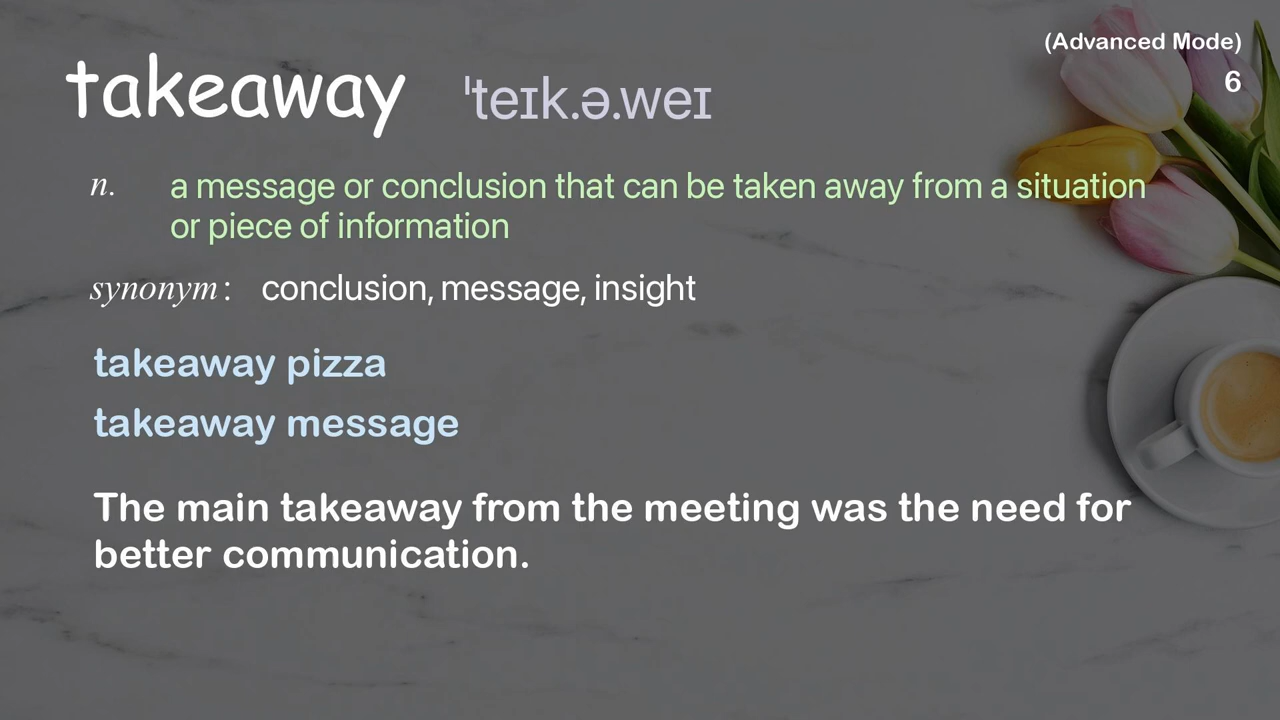 (Advanced Mode)
6
takeaway ˈteɪk.ə.weɪ
n. a message or conclusion that can be taken away from a situation
or piece of information
synonym: conclusion, message, insight
takeaway pizza
takeaway message
The main takeaway from the meeting was the need for
better communication.